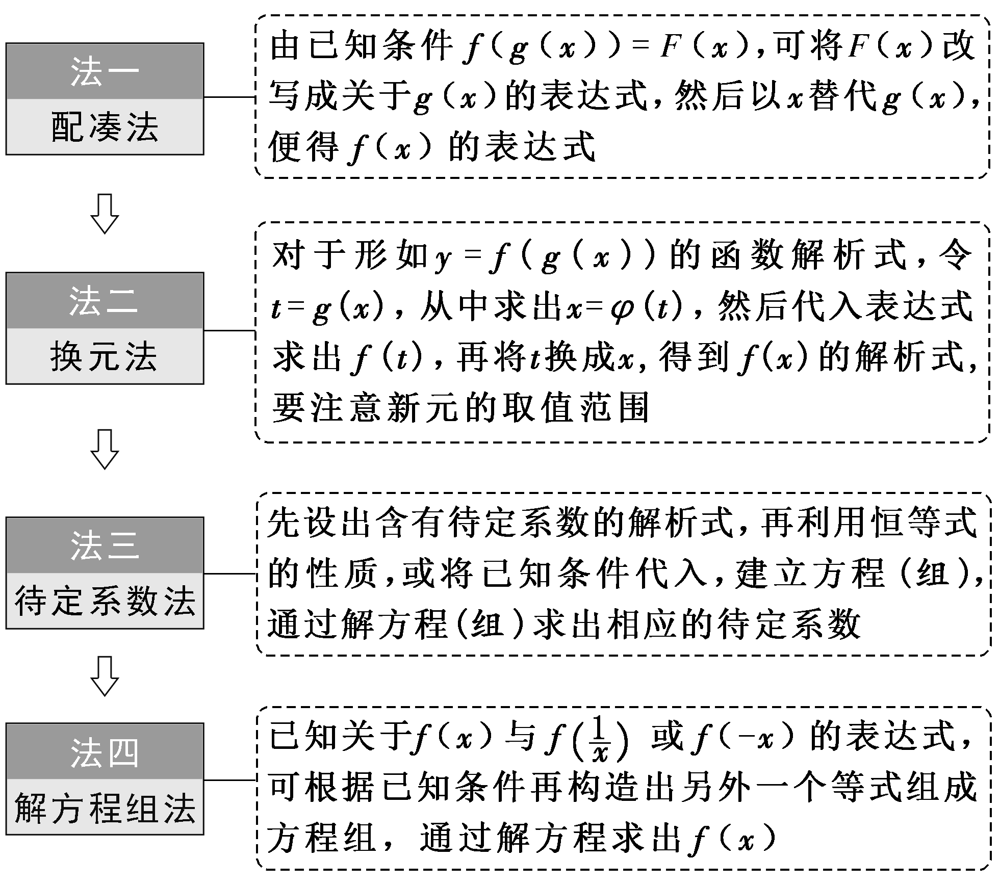 法一
配凑法
由已知条件f(g(x))=F(x),可将F(x)改
写成关于g(x)的表达式,然后以x替代g(x),
便得f(x)的表达式
法二
换元法
对于形如y=f(g(x))的函数解析式,令
t=g(x),从中求出x=φ(t),然后代入表达式
求出f(t),再将t换成x,得到f(x)的解析式,
要注意新元的取值范围
法三
待定系数法
先设出含有待定系数的解析式,再利用恒等式
的性质,或将已知条件代入,建立方程(组),
通过解方程(组)求出相应的待定系数
法四
解方程组法
已知关于f(x)与f(1/x)或f(-x)的表达式,
可根据已知条件再构造出另外一个等式组成
方程组,通过解方程求出f(x)